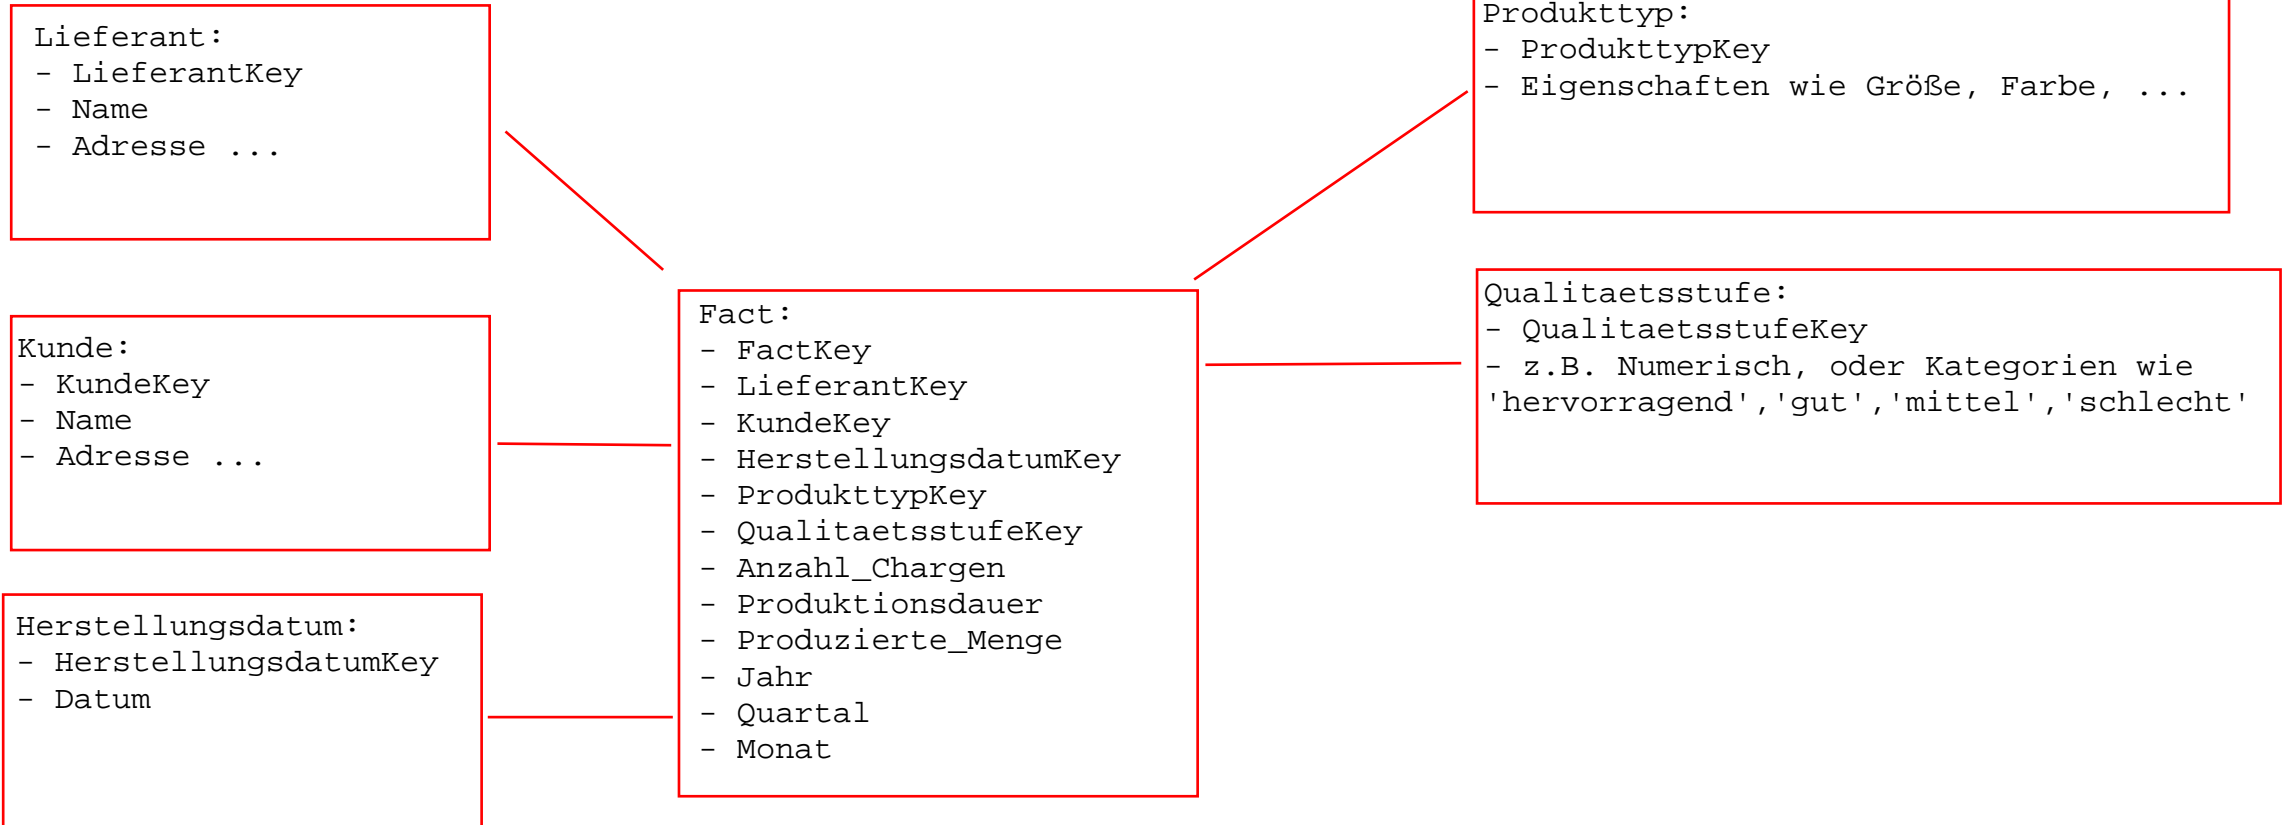 Lieferant:
- LieferantKey
- Name
- Adresse ...
Produkttyp:
- ProdukttypKey
- Eigenschaften wie Größe, Farbe, ...
Kunde:
- KundeKey
- Name
- Adresse ...
Fact:
- FactKey
- LieferantKey
- KundeKey
- HerstellungsdatumKey
- ProdukttypKey
- QualitaetsstufeKey
- Anzahl_Chargen
- Produktionsdauer
- Produzierte_Menge
- Jahr
- Quartal
- Monat
Qualitaetsstufe:
- QualitaetsstufeKey
- z.B. Numerisch, oder Kategorien wie
'hervorragend','gut','mittel','schlecht'
Herstellungsdatum:
- HerstellungsdatumKey
- Datum